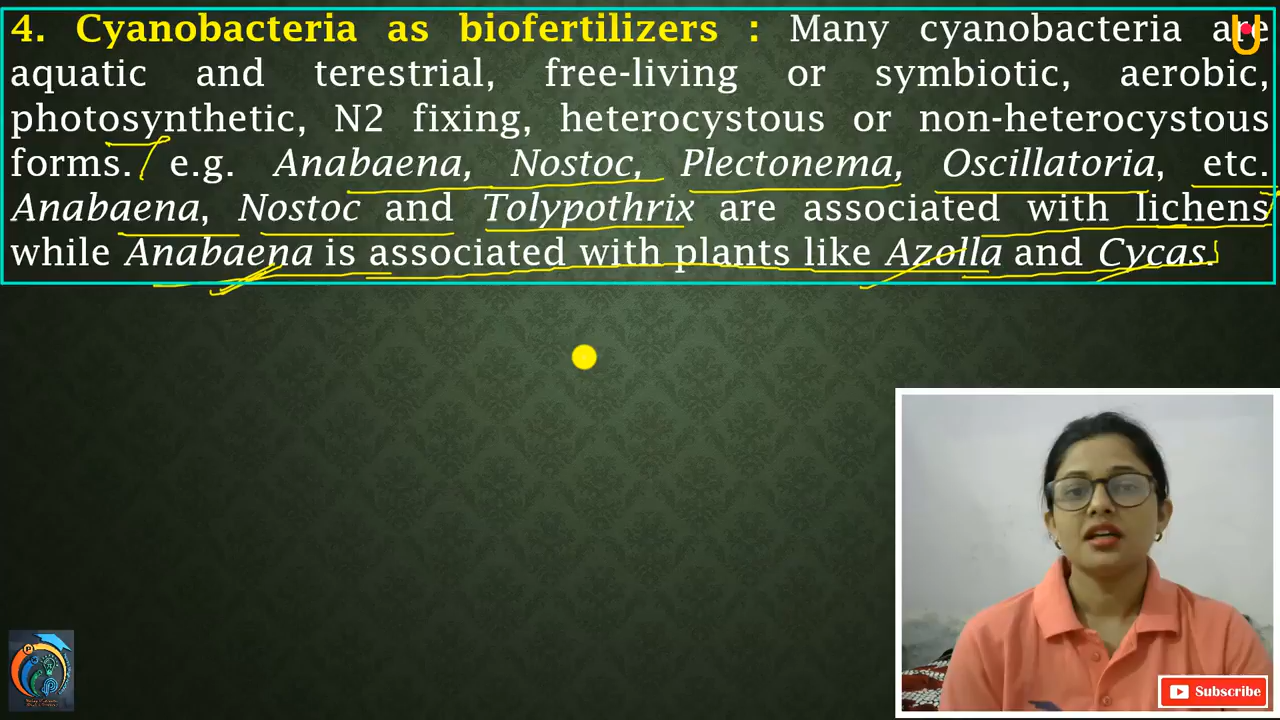 4. Cyanobacteria as biofertilizers : Many cyanobacteria are
aquatic and terestrial, free-living or symbiotic, aerobic,
photosynthetic, N2 fixing, heterocystous or non-heterocystous
forms. e.g. Anabaena, Nostoc, Plectonema, Oscillatoria, etc.
Anabaena, Nostoc and Tolypothrix are associated with lichens
while Anabaena is associated with plants like Azolla and Cycas.
Subscribe